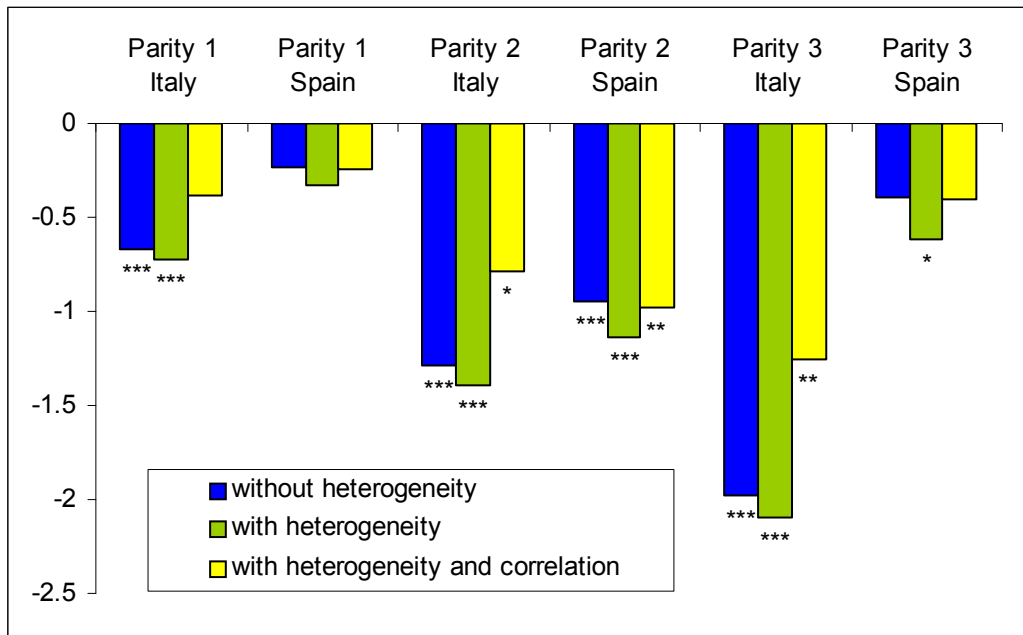 Parity 1 Italy
Parity 1 Spain
Parity 2 Italy
Parity 2 Spain
Parity 3 Italy
Parity 3 Spain
0
-0.5
-1
-1.5
-2
-2.5
*** ***
*** *** *
*** *** **
*** *** **
*
without heterogeneity
with heterogeneity
with heterogeneity and correlation